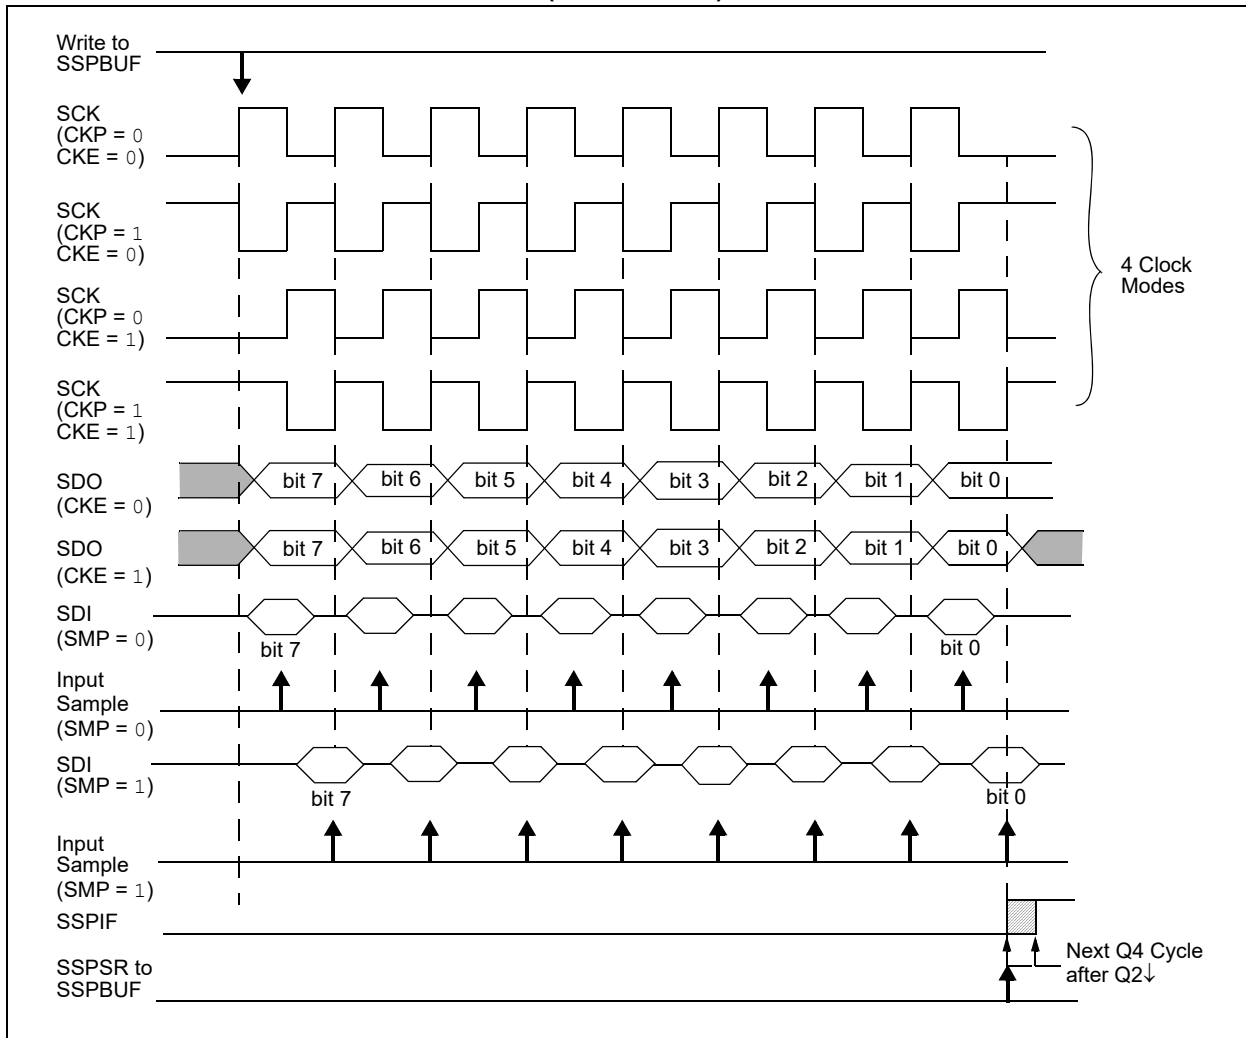 Write to
SSPBUF
SCK
(CKP = 0
CKE = 0)
SCK
(CKP = 1
CKE = 0)
4 Clock
Modes
SCK
(CKP = 0
CKE = 1)
SCK
(CKP = 1
CKE = 1)
SDO
(CKE = 0)
bit 7 bit 6 bit 5 bit 4 bit 3 bit 2 bit 1 bit 0
SDO
(CKE = 1)
bit 7 bit 6 bit 5 bit 4 bit 3 bit 2 bit 1 bit 0
SDI
(SMP = 0)
bit 7 bit 0
Input
Sample
(SMP = 0)
SDI
(SMP = 1)
bit 7 bit 0
Input
Sample
(SMP = 1)
SSPIF
Next Q4 Cycle
after Q2↓
SSPSR to
SSPBUF